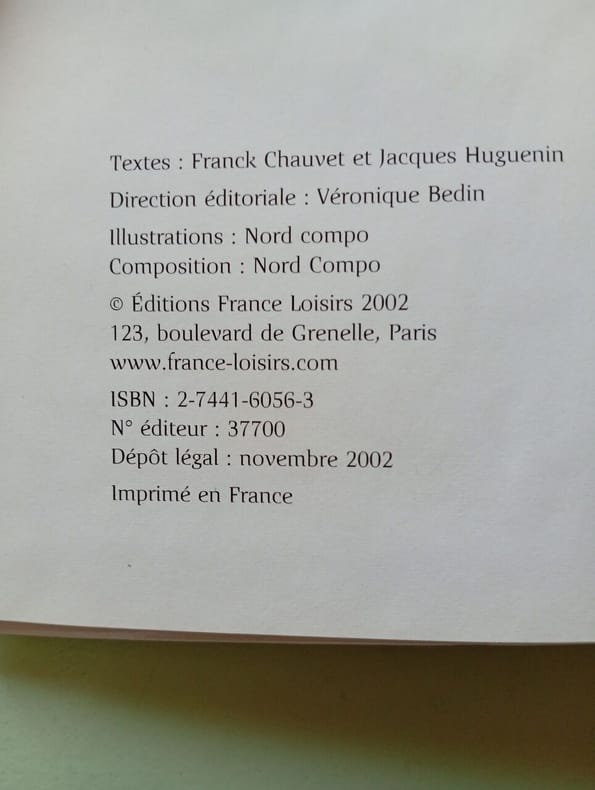 Textes : Franck Chauvet et Jacques Huguenin
Direction éditoriale : Véronique Bedin
Illustrations : Nord compo
Composition : Nord Compo
© Éditions France Loisirs 2002
123, boulevard de Grenelle, Paris
www.france-loisirs.com
ISBN : 2-7441-6056-3
N° éditeur : 37700
Dépôt légal : novembre 2002
Imprimé en France